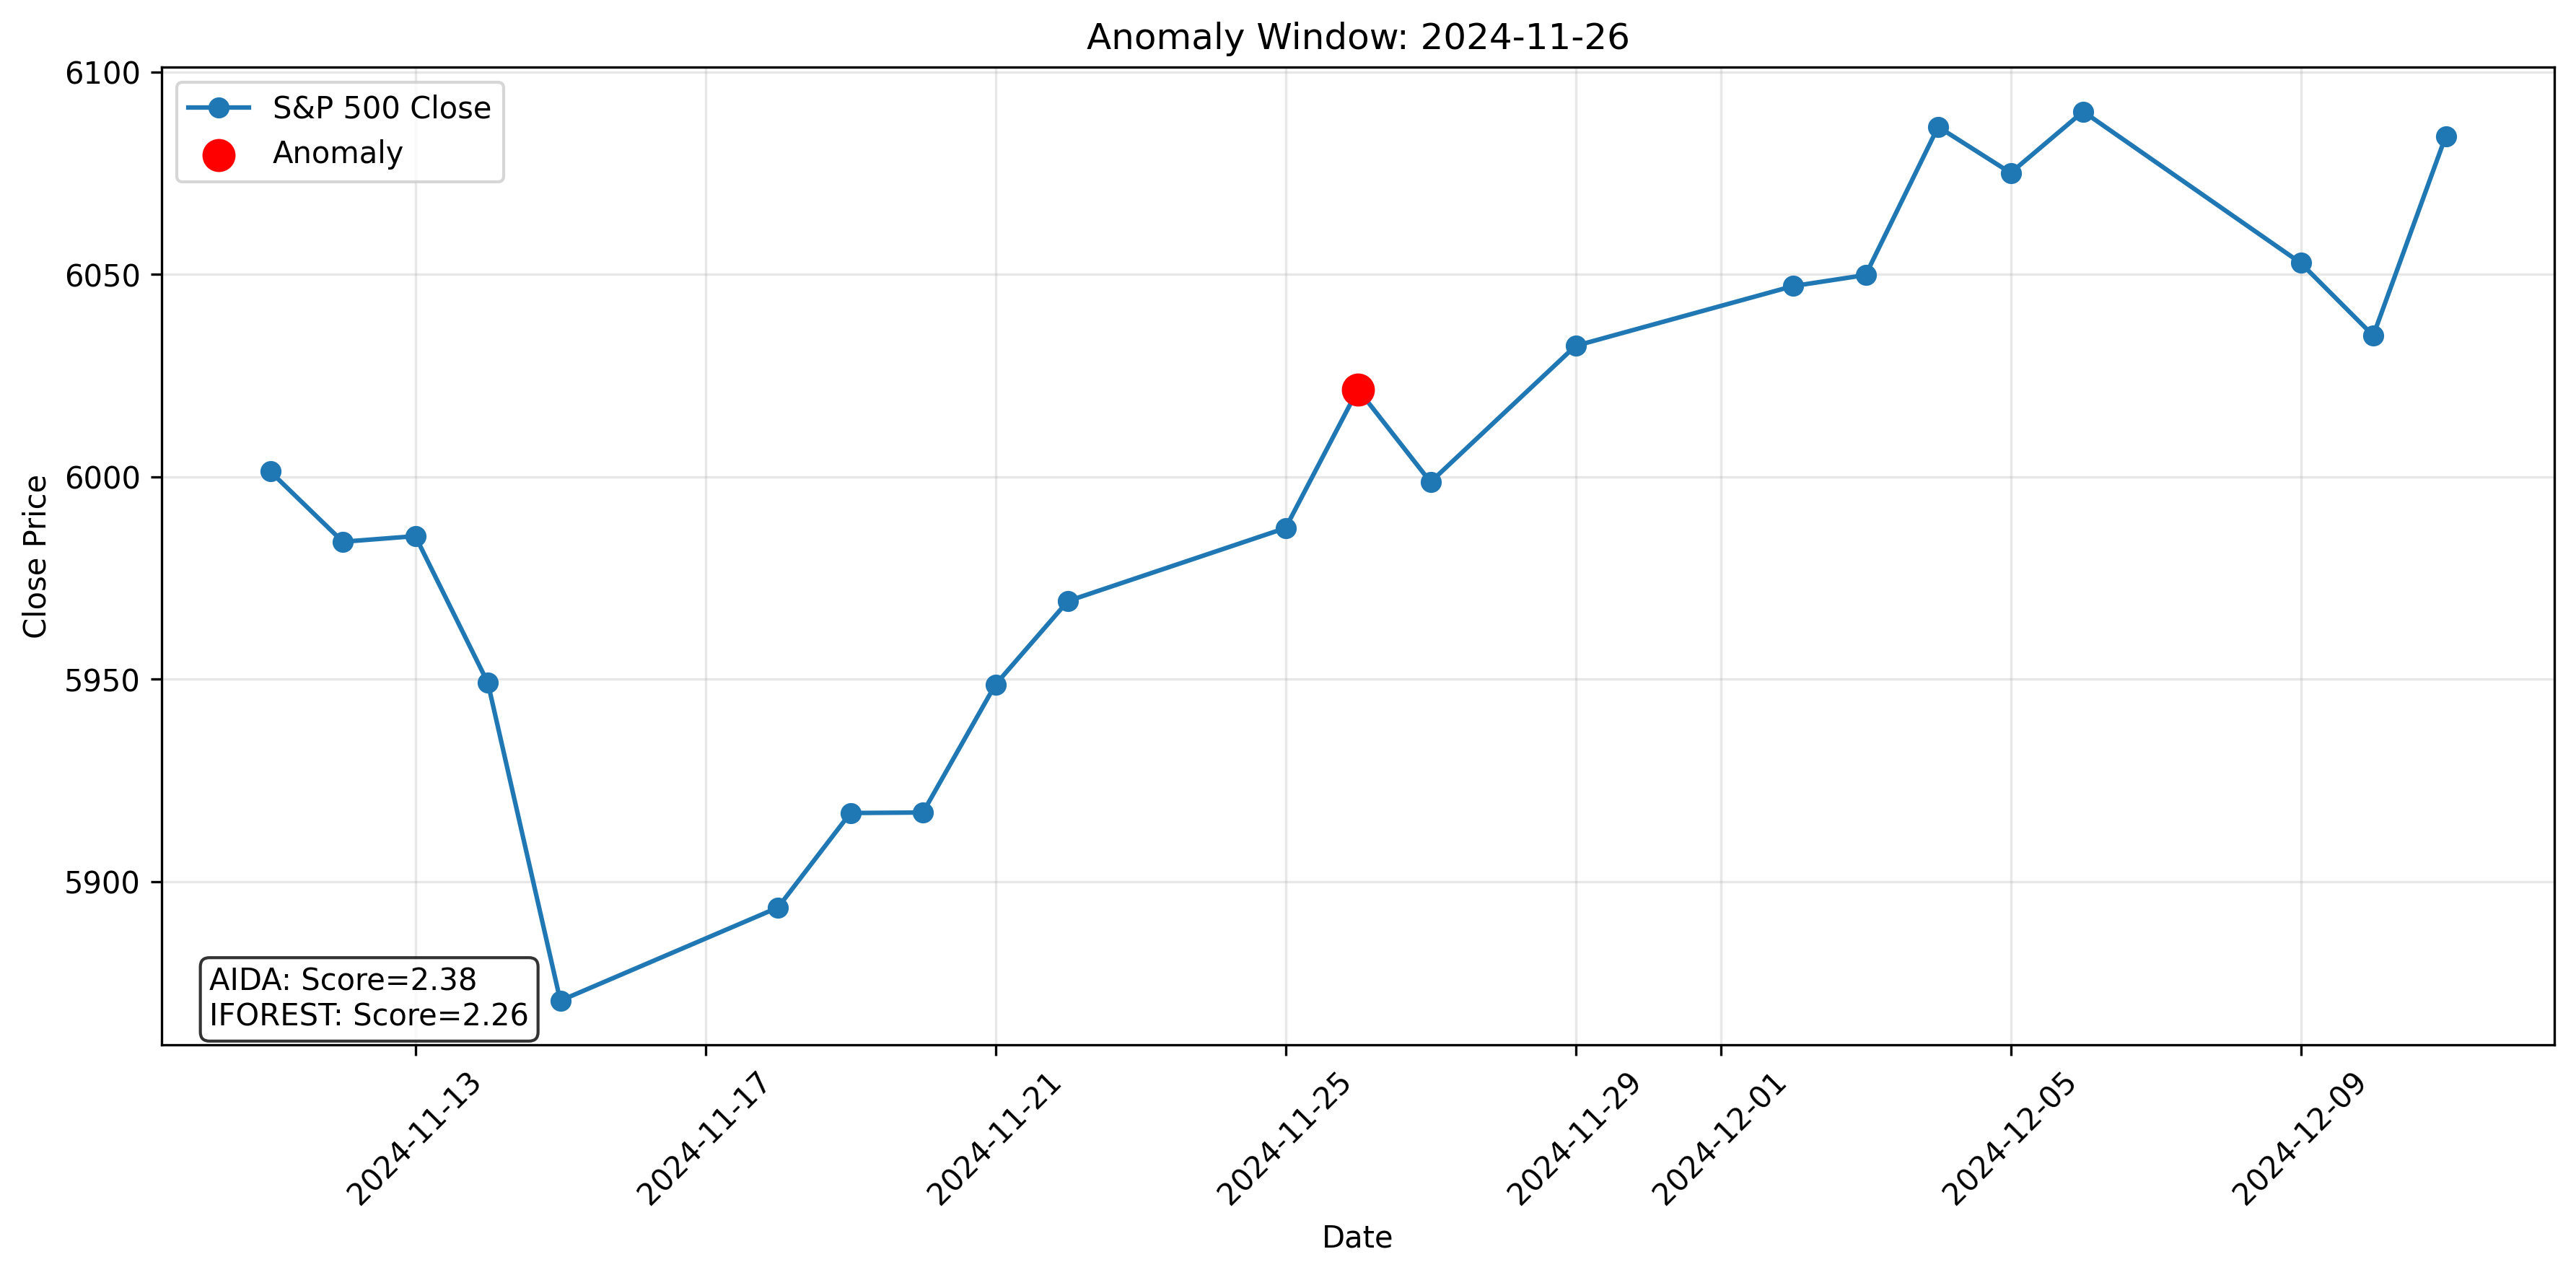 Anomaly Window: 2024-11-26
6100
6050
6000
5950
5900
Close Price
S&P 500 Close
Anomaly
AIDA: Score=2.38
IFOREST: Score=2.26
2024-11-13
2024-11-17
2024-11-21
2024-11-25
2024-11-29
2024-12-01
2024-12-05
2024-12-09
Date